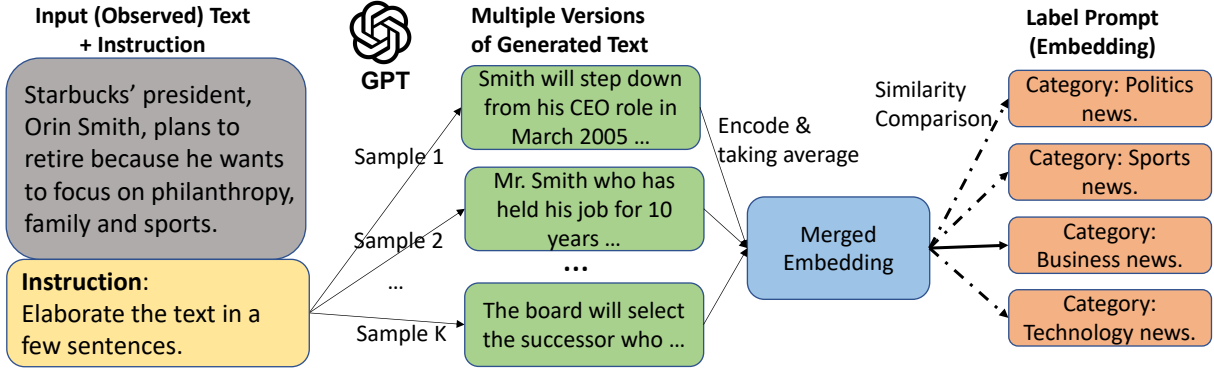 Input (Observed) Text
+ Instruction
Starbucks' president,
Orin Smith, plans to
retire because he wants
to focus on philanthropy,
family and sports.
Instruction:
Elaborate the text in a
few sentences.
GPT
Sample 1
Sample 2
...
Sample K
Multiple Versions
of Generated Text
Smith will step down
from his CEO role in
March 2005 ...
Mr. Smith who has
held his job for 10
years ...
...
The board will select
the successor who ...
Encode &
taking average
Merged
Embedding
Similarity
Comparison
Label Prompt
(Embedding)
Category: Politics
news.
Category: Sports
news.
Category:
Business news.
Category:
Technology news.